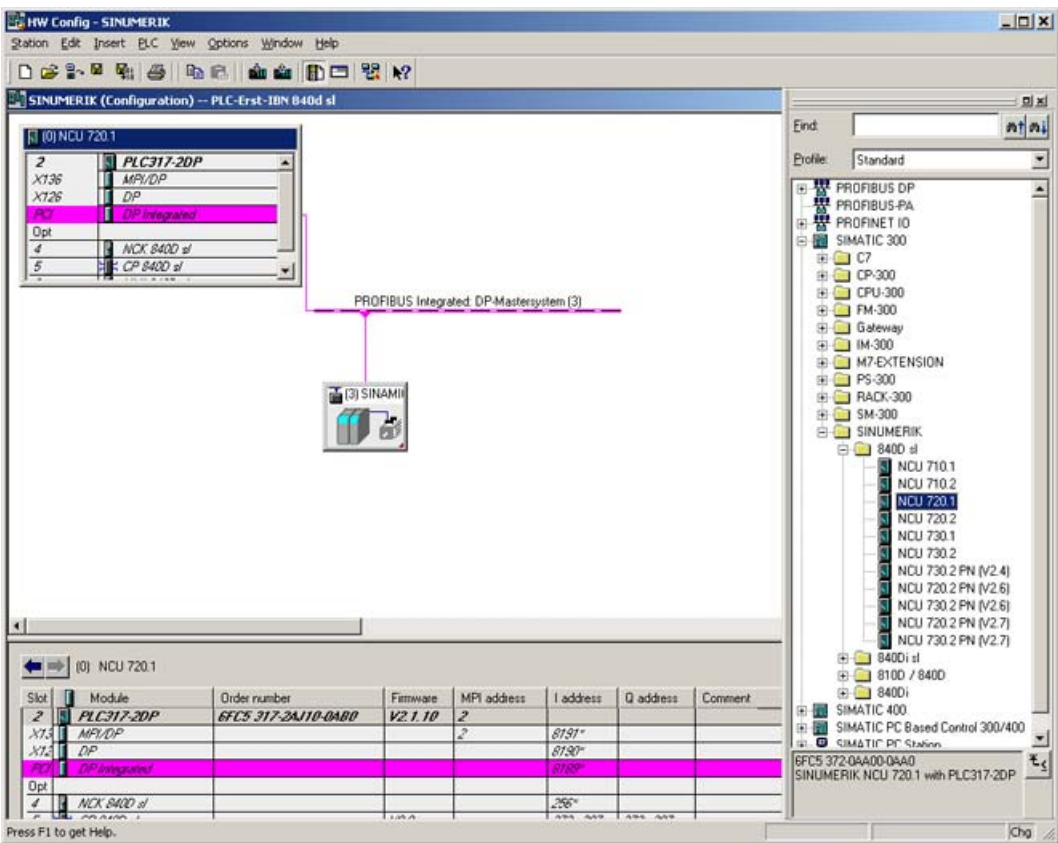 HW Config - SINUMERIK
Station Edit Insert PLC View Options Window Help
SINUMERIK (Configuration) -- PLC-Erst-IBN 840d sl
(0) NCU 720.1
2 PLC317-2DP
X136 MPI/DP
X126 DP
PCI DP Integrated
Opt
4 NCK 840D sl
5 CP 840D sl
PROFIBUS Integrated: DP-Mastersystem (3)
(3) SINAMI
(0) NCU 720.1
Slot Module Order number Firmware MPI address I address Q address Comment
2 PLC317-2DP 6FC5 317-2AJ10-0AB0 V2.1.10 2
X13 MPI/DP 2 8191*
X12 DP 8190*
PCI DP Integrated 8189*
Opt
4 NCK 840D sl 256*
Press F1 to get Help.
Find:
Profile: Standard
PROFIBUS DP
PROFIBUS-PA
PROFINET IO
SIMATIC 300
C7
CP-300
CPU-300
FM-300
Gateway
IM-300
M7-EXTENSION
PS-300
RACK-300
SM-300
SINUMERIK
840D sl
NCU 710.1
NCU 710.2
NCU 720.1
NCU 720.2
NCU 730.1
NCU 730.2
NCU 730.2 PN (V2.4)
NCU 720.2 PN (V2.6)
NCU 730.2 PN (V2.6)
NCU 720.2 PN (V2.7)
NCU 730.2 PN (V2.7)
840Di sl
810D / 840D
840Di
SIMATIC 400
SIMATIC PC Based Control 300/400
SIMATIC PC Station
6FC5 372-0AA00-0AA0
SINUMERIK NCU 720.1 with PLC317-2DP
Chg